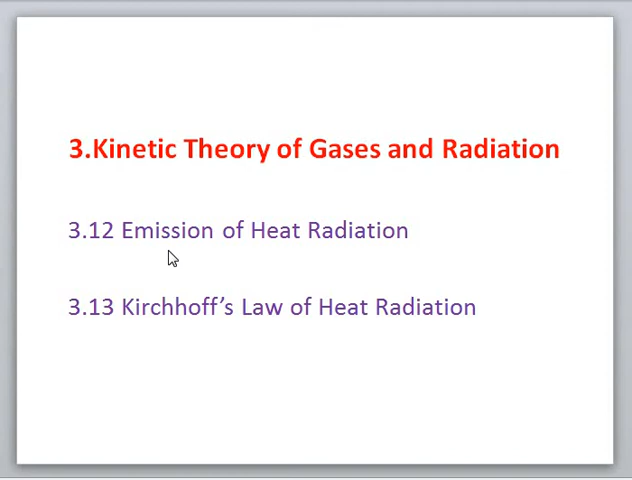 3.Kinetic Theory of Gases and Radiation
3.12 Emission of Heat Radiation
3.13 Kirchhoff’s Law of Heat Radiation